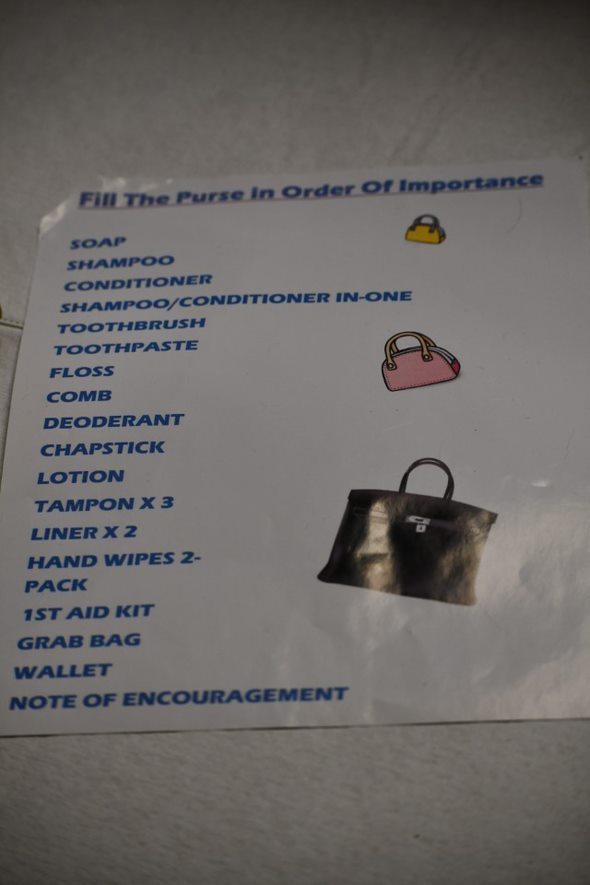 Fill The Purse In Order Of Importance
SOAP
SHAMPOO
CONDITIONER
SHAMPOO/CONDITIONER IN-ONE
TOOTHBRUSH
TOOTHPASTE
FLOSS
COMB
DEODERANT
CHAPSTICK
LOTION
TAMPON X 3
LINER X 2
HAND WIPES 2-
PACK
1ST AID KIT
GRAB BAG
WALLET
NOTE OF ENCOURAGEMENT